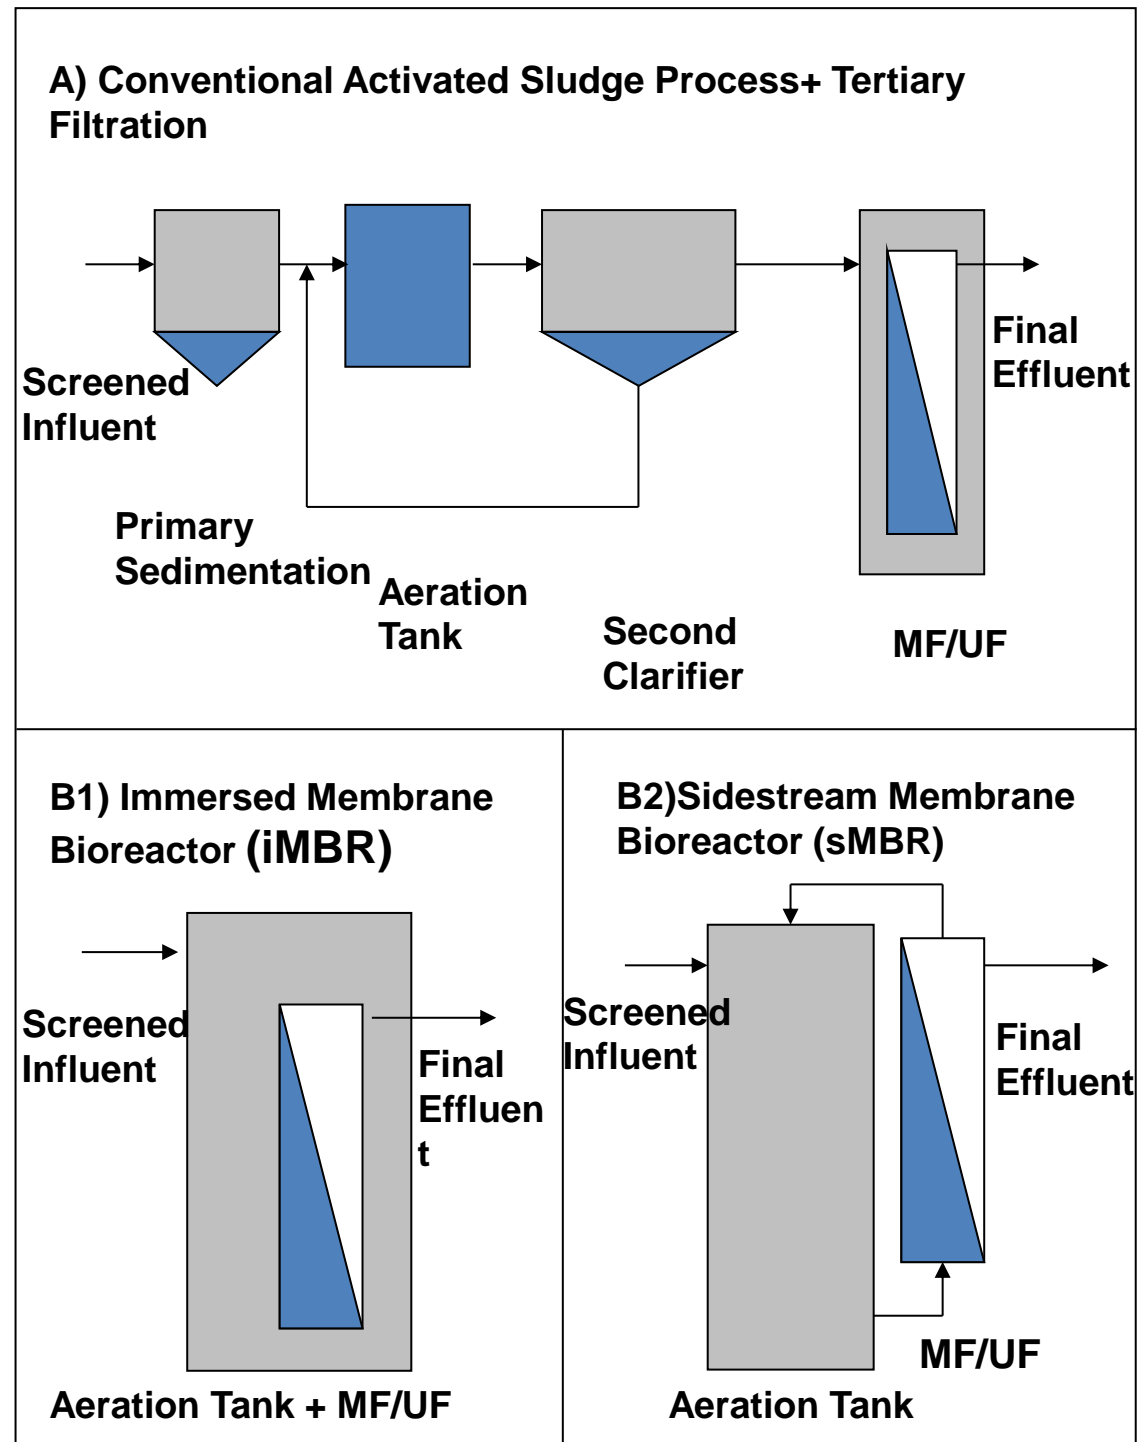 A) Conventional Activated Sludge Process+ Tertiary
Filtration
Screened
Influent
Final
Effluent
Primary
Sedimentation
Aeration
Tank
Second
Clarifier
MF/UF
B1) Immersed Membrane
Bioreactor (iMBR)
Screened
Influent
Final
Effluen
t
Aeration Tank + MF/UF
B2)Sidestream Membrane
Bioreactor (sMBR)
Screened
Influent
Final
Effluent
MF/UF
Aeration Tank